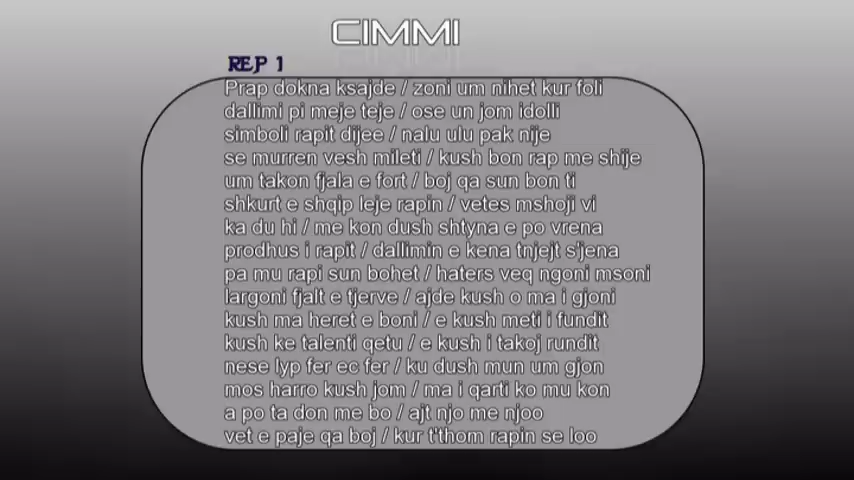 CIMMI
REP 1
Prap dokna ksajde / zoni um nihet kur foli
dallimi pi meje teje / ose un jom idolli
simboli rapit dijee / nalu ulu pak nije
se murren vesh mileti / kush bon rap me shije
um takon fjala e fort / boj qa sun bon ti
shkurt e shqip leje rapin / vetes mshoji vi
ka du hi / me kon dush shtyna e po vrena
prodhus i rapit / dallimin e kena tnjejt s'jena
pa mu rapi sun bohet / haters veq ngoni msoni
largoni fjalt e tjerve / ajde kush o ma i gjoni
kush ma heret e boni / e kush meti i fundit
kush ke talenti qetu / e kush i takoj rundit
nese lyp fer ec fer / ku dush mun um gjon
mos harro kush jom / ma i qarti ko mu kon
a po ta don me bo / ajt njo me njoo
vet e paje qa boj / kur t'thom rapin se loo